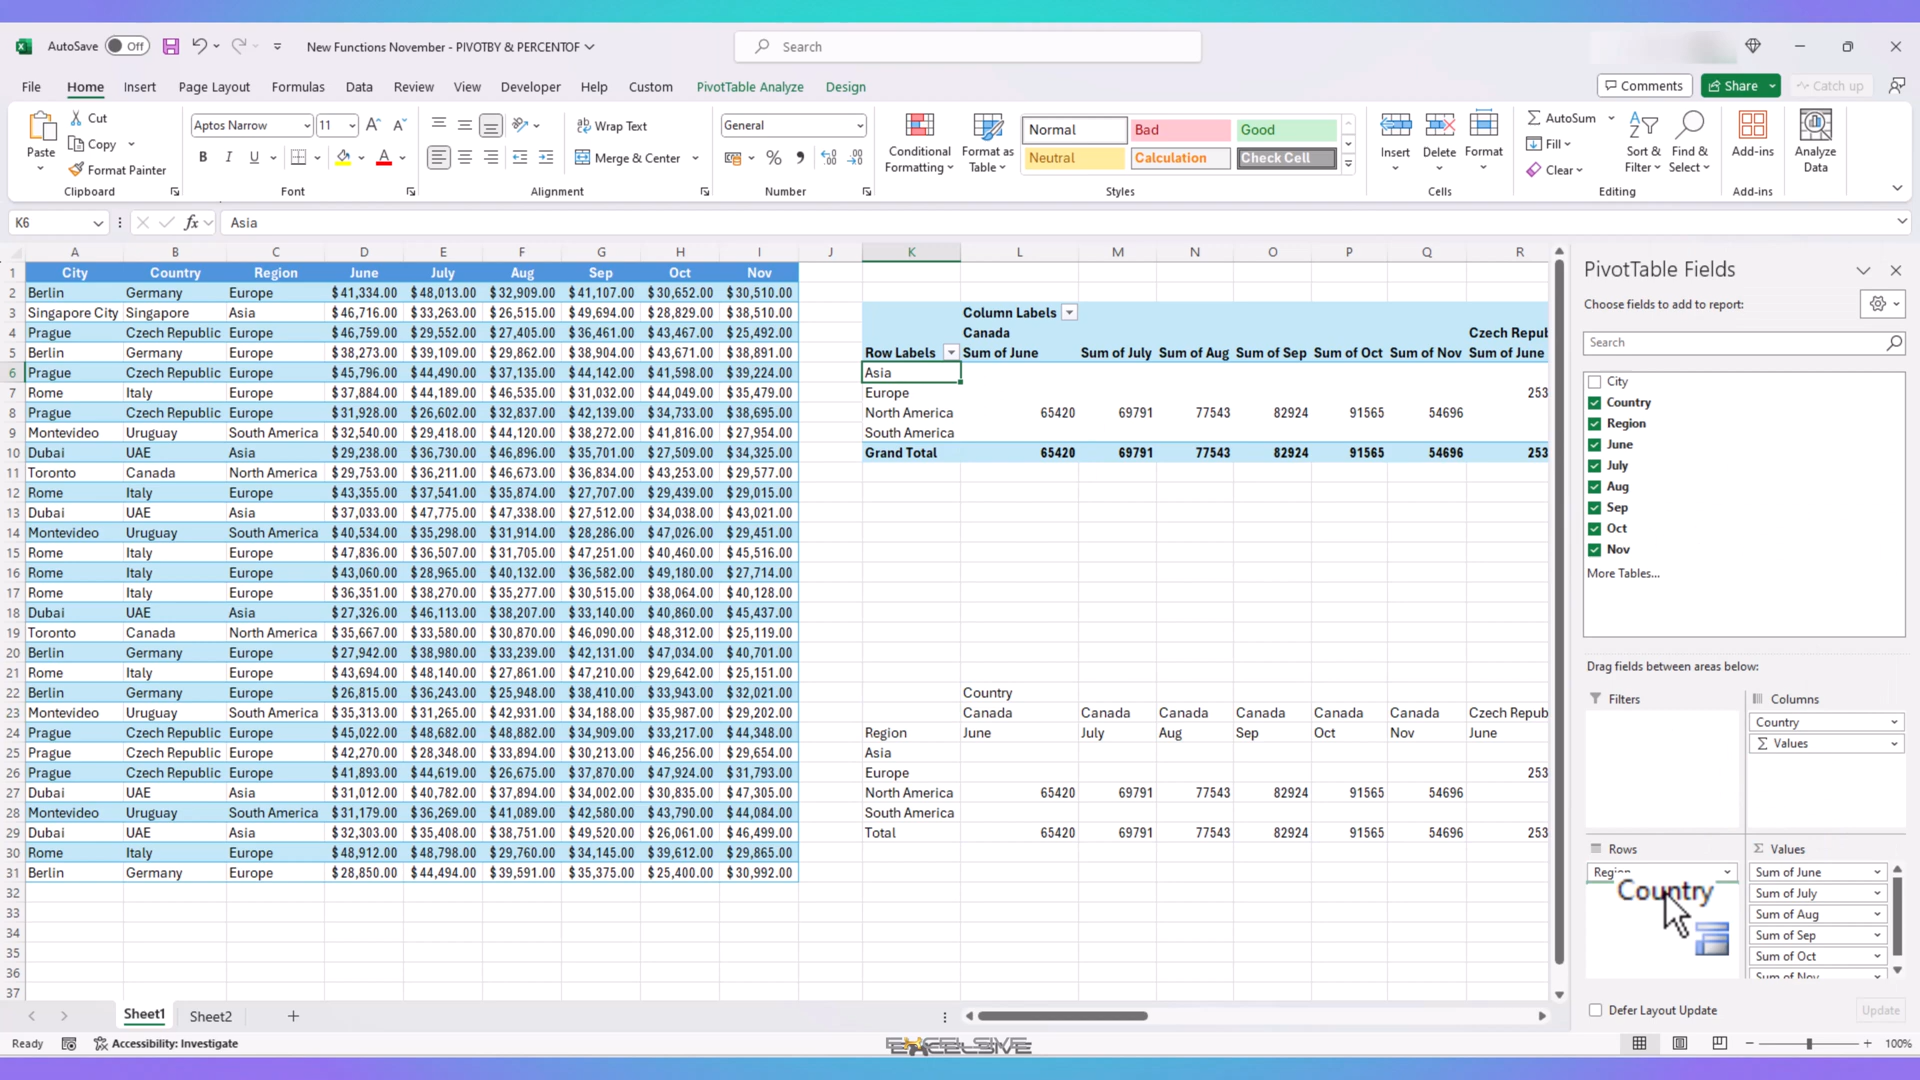 AutoSave Off New Functions November - PIVOTBY & PERCENTOF Search
File Home Insert Page Layout Formulas Data Review View Developer Help Custom PivotTable Analyze Design Comments Share Catch up
Paste Cut Copy Format Painter Clipboard
Aptos Narrow 11 B I U A Font
Wrap Text Merge & Center Alignment
General % Number
Conditional Formatting Format as Table Normal Bad Good Neutral Calculation Check Cell Styles
Insert Delete Format Cells
AutoSum Fill Clear Sort & Filter Find & Select Editing
Add-ins Add-ins Analyze Data
K6 fx Asia
A B C D E F G H I J K L M N O P Q R
1 City Country Region June July Aug Sep Oct Nov
2 Berlin Germany Europe $41,334.00 $48,013.00 $32,909.00 $41,107.00 $30,652.00 $30,510.00
3 Singapore City Singapore Asia $46,716.00 $33,263.00 $26,515.00 $49,694.00 $28,829.00 $38,510.00 Column Labels
4 Prague Czech Republic Europe $46,759.00 $29,552.00 $27,405.00 $36,461.00 $43,467.00 $25,492.00 Canada Czech Repub
5 Berlin Germany Europe $38,273.00 $39,109.00 $29,862.00 $38,904.00 $43,671.00 $38,891.00 Row Labels Sum of June Sum of July Sum of Aug Sum of Sep Sum of Oct Sum of Nov Sum of June
6 Prague Czech Republic Europe $45,796.00 $44,490.00 $37,135.00 $44,142.00 $41,598.00 $39,224.00 Asia
7 Rome Italy Europe $37,884.00 $44,189.00 $46,535.00 $31,032.00 $44,049.00 $35,479.00 Europe 253
8 Prague Czech Republic Europe $31,928.00 $26,602.00 $32,837.00 $42,139.00 $34,733.00 $38,695.00 North America 65420 69791 77543 82924 91565 54696
9 Montevideo Uruguay South America $32,540.00 $29,418.00 $44,120.00 $38,272.00 $41,816.00 $27,954.00 South America
10 Dubai UAE Asia $29,238.00 $36,730.00 $46,896.00 $35,701.00 $27,509.00 $34,325.00 Grand Total 65420 69791 77543 82924 91565 54696 253
11 Toronto Canada North America $29,753.00 $36,211.00 $46,673.00 $36,834.00 $43,253.00 $29,577.00
12 Rome Italy Europe $43,355.00 $37,541.00 $35,874.00 $27,707.00 $29,439.00 $29,015.00
13 Dubai UAE Asia $37,033.00 $47,775.00 $47,338.00 $27,512.00 $34,038.00 $43,021.00
14 Montevideo Uruguay South America $40,534.00 $35,298.00 $31,914.00 $28,286.00 $47,026.00 $29,451.00
15 Rome Italy Europe $47,836.00 $36,507.00 $31,705.00 $47,251.00 $40,460.00 $45,516.00
16 Rome Italy Europe $43,060.00 $28,965.00 $40,132.00 $36,582.00 $49,180.00 $27,714.00
17 Rome Italy Europe $36,351.00 $38,270.00 $35,277.00 $30,515.00 $38,064.00 $40,128.00
18 Dubai UAE Asia $27,326.00 $46,113.00 $38,207.00 $33,140.00 $40,860.00 $45,437.00
19 Toronto Canada North America $35,667.00 $33,580.00 $30,870.00 $46,090.00 $48,312.00 $25,119.00
20 Berlin Germany Europe $27,942.00 $38,980.00 $33,239.00 $42,131.00 $47,034.00 $40,701.00
21 Rome Italy Europe $43,694.00 $48,140.00 $27,861.00 $47,210.00 $29,642.00 $25,151.00
22 Berlin Germany Europe $26,815.00 $36,243.00 $25,948.00 $38,410.00 $33,943.00 $32,021.00 Country
23 Montevideo Uruguay South America $35,313.00 $31,265.00 $42,931.00 $34,188.00 $35,987.00 $29,202.00 Canada Canada Canada Canada Canada Canada Czech Repub
24 Prague Czech Republic Europe $45,022.00 $48,682.00 $48,882.00 $34,909.00 $33,217.00 $44,348.00 Region June July Aug Sep Oct Nov June
25 Prague Czech Republic Europe $42,270.00 $28,348.00 $33,894.00 $30,213.00 $46,256.00 $29,654.00 Asia
26 Prague Czech Republic Europe $41,893.00 $44,619.00 $26,675.00 $37,870.00 $47,924.00 $31,793.00 Europe 253
27 Dubai UAE Asia $31,012.00 $40,782.00 $37,894.00 $34,002.00 $30,835.00 $47,305.00 North America 65420 69791 77543 82924 91565 54696
28 Montevideo Uruguay South America $31,179.00 $36,269.00 $41,089.00 $42,580.00 $43,790.00 $44,084.00 South America
29 Dubai UAE Asia $32,303.00 $35,408.00 $38,751.00 $49,520.00 $26,061.00 $46,499.00 Total 65420 69791 77543 82924 91565 54696 253
30 Rome Italy Europe $48,912.00 $48,798.00 $29,760.00 $34,145.00 $39,612.00 $29,865.00
31 Berlin Germany Europe $28,850.00 $44,494.00 $39,591.00 $35,375.00 $25,400.00 $30,992.00
32
33
34
35
36
37
PivotTable Fields
Choose fields to add to report:
Search
City
Country
Region
June
July
Aug
Sep
Oct
Nov
More Tables...
Drag fields between areas below:
Filters
Columns
Country
Σ Values
Rows
Region
Country
Σ Values
Sum of June
Sum of July
Sum of Aug
Sum of Sep
Sum of Oct
Sum of Nov
Defer Layout Update Update
Sheet1 Sheet2
Ready Accessibility: Investigate EXCELSIVE 100%